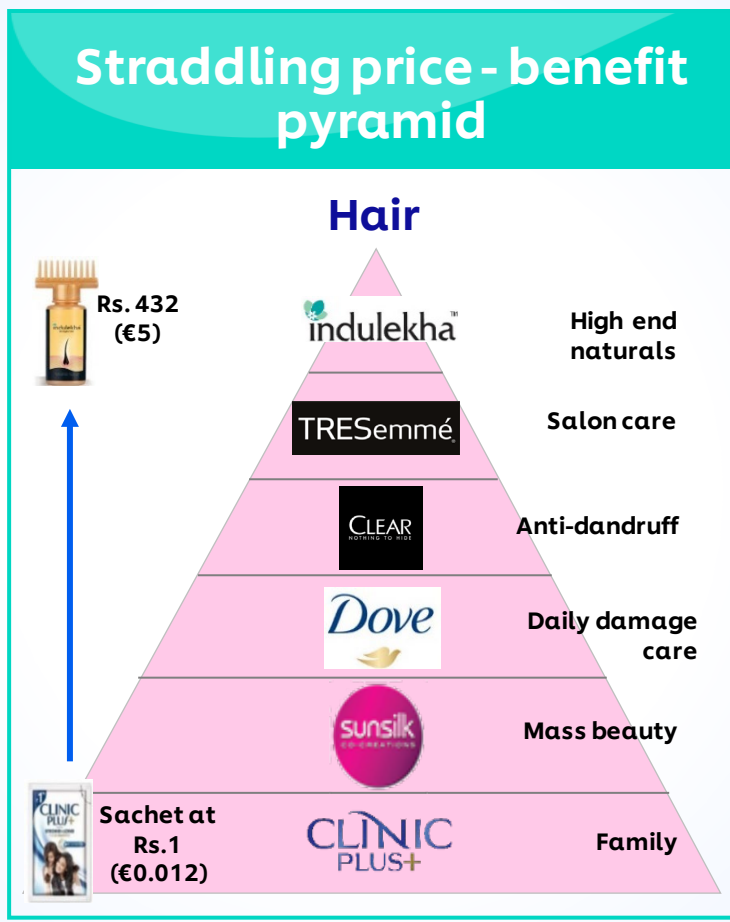 Straddling price - benefit
pyramid
Hair
Rs. 432
(€5)
indulekha
indulekha™
High end
naturals
TRESemmé
Salon care
CLEAR
NOTHING TO HIDE
Anti-dandruff
Dove
Daily damage
care
sunsilk
CO-CREATIONS
Mass beauty
CLINIC
PLUS+
Sachet at
Rs.1
(€0.012)
CLINIC
PLUS+
Family